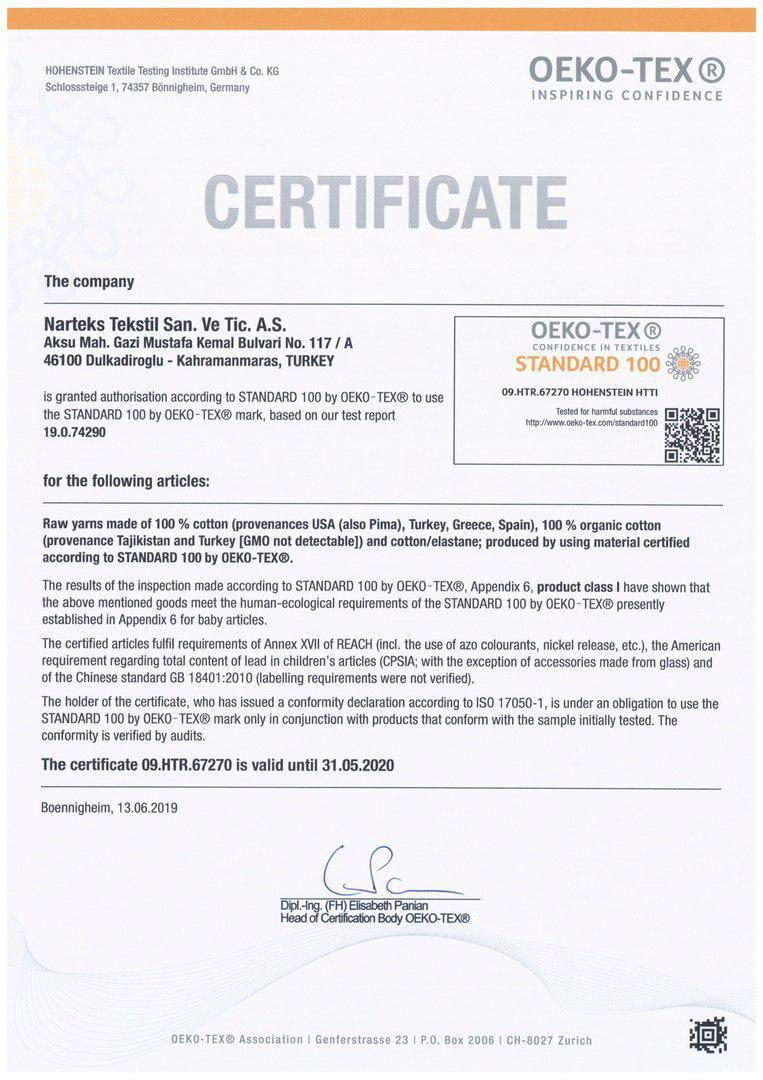 HOHENSTEIN Textile Testing Institute GmbH & Co. KG
Schlosssteige 1, 74357 Bönnigheim, Germany
OEKO-TEX®
INSPIRING CONFIDENCE
CERTIFICATE
The company
Narteks Tekstil San. Ve Tic. A.S.
Aksu Mah. Gazi Mustafa Kemal Bulvari No. 117 / A
46100 Dulkadiroglu - Kahramanmaras, TURKEY
is granted authorisation according to STANDARD 100 by OEKO-TEX® to use
the STANDARD 100 by OEKO-TEX® mark, based on our test report
19.0.74290
OEKO-TEX®
CONFIDENCE IN TEXTILES
STANDARD 100
09.HTR.67270 HOHENSTEIN HTTI
Tested for harmful substances
http://www.oeko-tex.com/standard100
for the following articles:
Raw yarns made of 100 % cotton (provenances USA (also Pima), Turkey, Greece, Spain), 100 % organic cotton
(provenance Tajikistan and Turkey [GMO not detectable]) and cotton/elastane; produced by using material certified
according to STANDARD 100 by OEKO-TEX®.
The results of the inspection made according to STANDARD 100 by OEKO-TEX®, Appendix 6, product class I have shown that
the above mentioned goods meet the human-ecological requirements of the STANDARD 100 by OEKO-TEX® presently
established in Appendix 6 for baby articles.
The certified articles fulfil requirements of Annex XVII of REACH (incl. the use of azo colourants, nickel release, etc.), the American
requirement regarding total content of lead in children's articles (CPSIA; with the exception of accessories made from glass) and
of the Chinese standard GB 18401:2010 (labelling requirements were not verified).
The holder of the certificate, who has issued a conformity declaration according to ISO 17050-1, is under an obligation to use the
STANDARD 100 by OEKO-TEX® mark only in conjunction with products that conform with the sample initially tested. The
conformity is verified by audits.
The certificate 09.HTR.67270 is valid until 31.05.2020
Boennigheim, 13.06.2019
Dipl.-Ing. (FH) Elisabeth Panian
Head of Certification Body OEKO-TEX®
OEKO-TEX® Association | Genferstrasse 23 | P.O. Box 2006 | CH-8027 Zurich